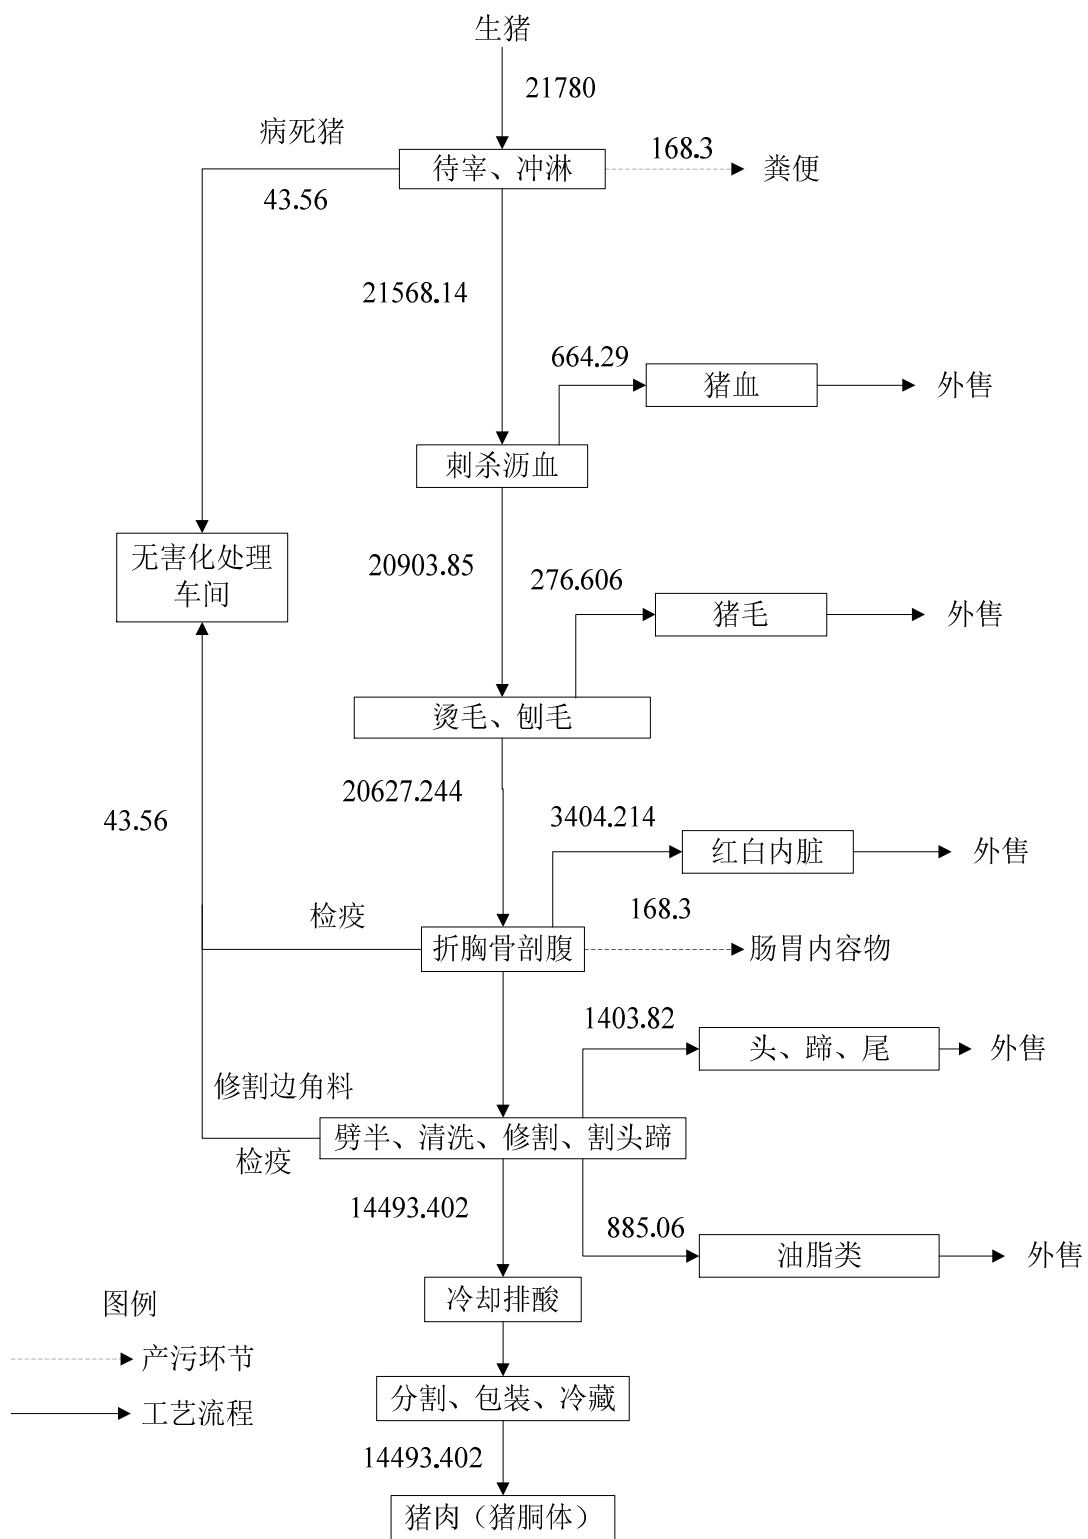 生猪
21780
病死猪
168.3
待宰、冲淋
粪便
43.56
21568.14
664.29
猪血
外售
刺杀沥血
无害化处理
车间
20903.85
276.606
猪毛
外售
烫毛、刨毛
20627.244
43.56
3404.214
红白内脏
外售
检疫
168.3
折胸骨剖腹
肠胃内容物
1403.82
头、蹄、尾
外售
修割边角料
劈半、清洗、修割、割头蹄
检疫
14493.402
885.06
油脂类
外售
冷却排酸
图例
产污环节
分割、包装、冷藏
工艺流程
14493.402
猪肉（猪胴体）